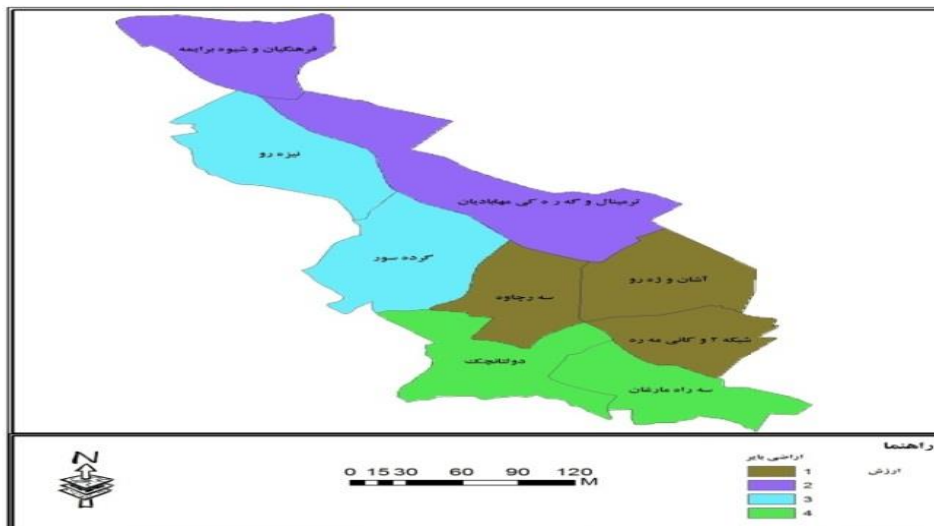 فرهنگیان و شیوه برایمه
نیزه رو
ترمینال و گه ر ه کی مهابادیان
گرده سور
سه رچاوه
آشان و زه رو
شبکه ۲ و کانی مه ره
دولتانچک
سه راه مارغان
راهنما
اراضی بایر
ارزش
1
2
3
4
N
0 15 30 60 90 120
M